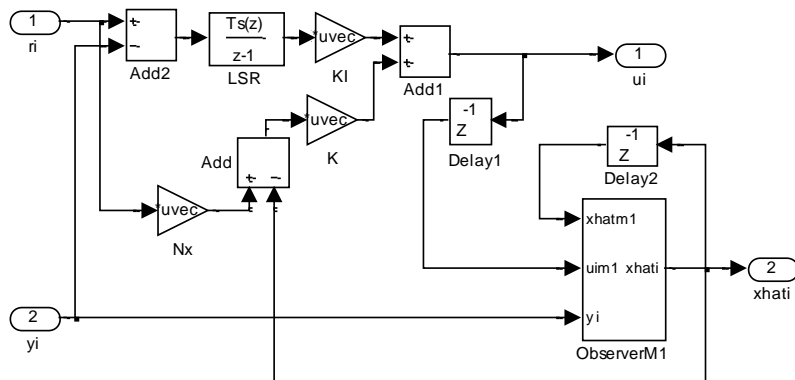 1
ri
+
−
Add2
Ts(z)
z-1
LSR
*uvec
KI
+
+
Add1
1
ui
*uvec
K
Add
+ −
-1
Z
Delay1
-1
Z
Delay2
*uvec
Nx
xhatm1
uim1 xhati
yi
ObserverM1
2
xhati
2
yi